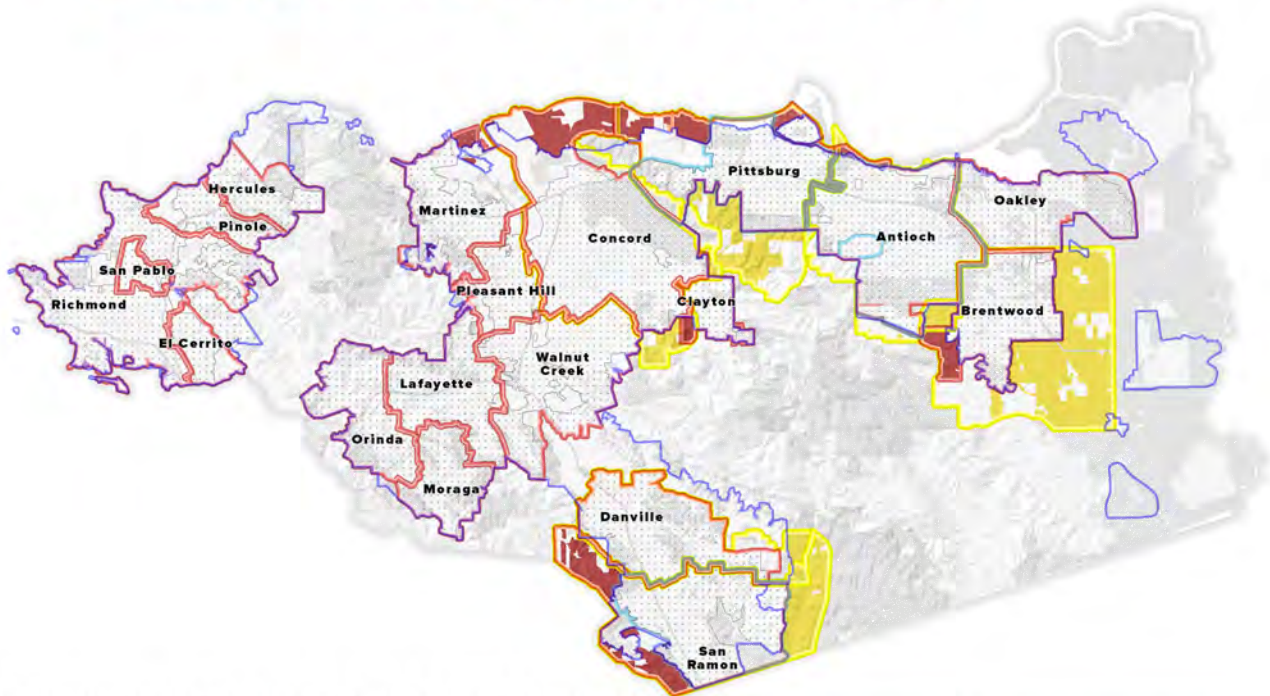 Hercules
Pinole
San Pablo
Richmond
El Cerrito
Martinez
Pleasant Hill
Concord
Clayton
Pittsburg
Antioch
Oakley
Brentwood
Walnut
Creek
Lafayette
Orinda
Moraga
Danville
San
Ramon